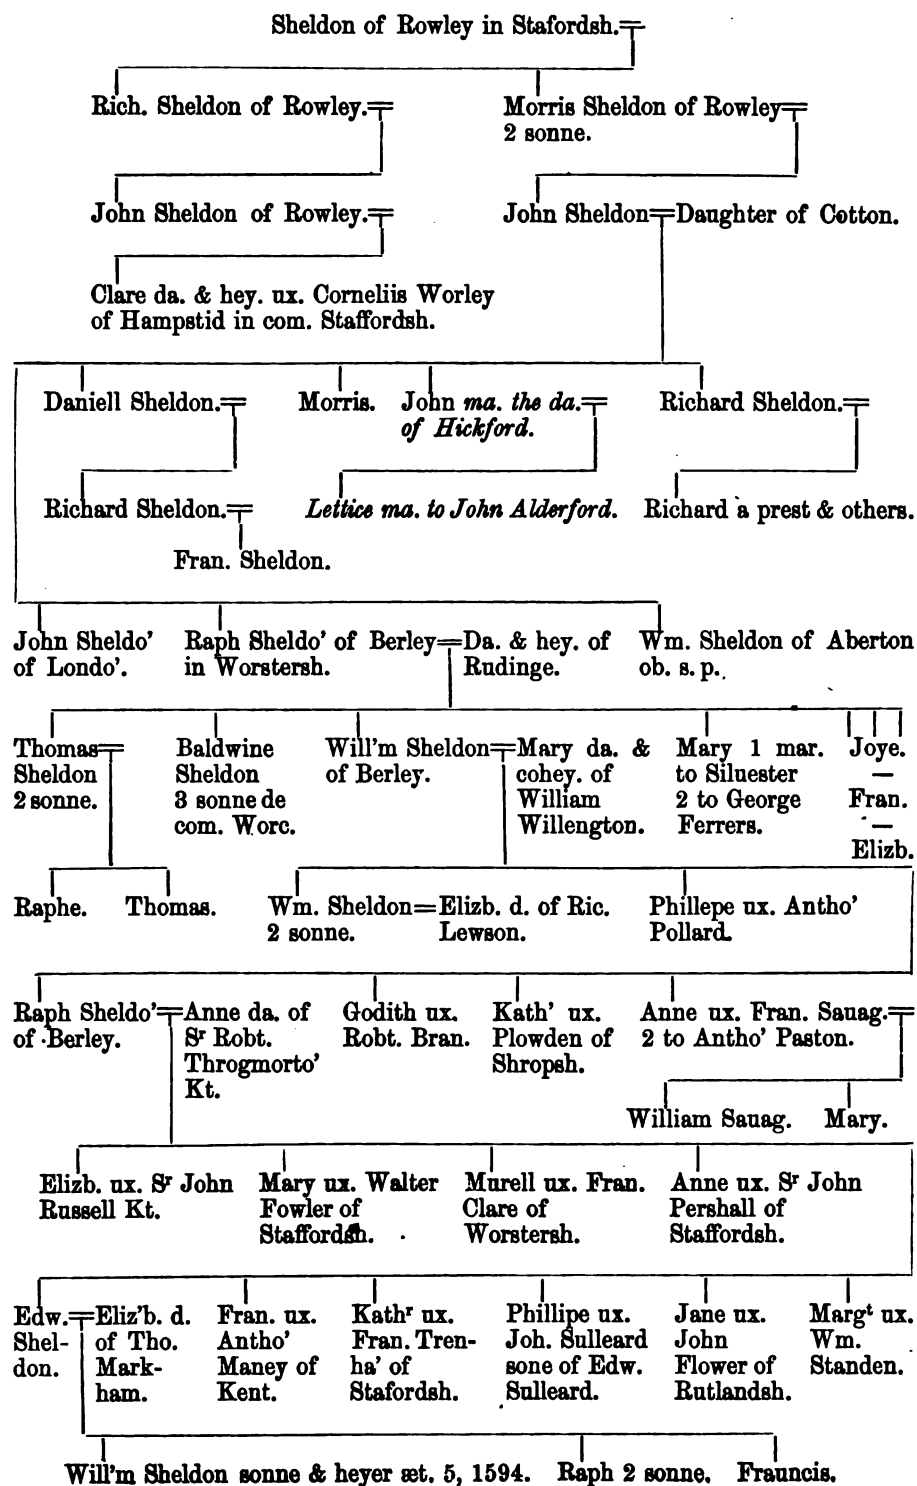 Sheldon of Rowley in Stafordsh.
Rich. Sheldon of Rowley.
Morris Sheldon of Rowley
2 sonne.
John Sheldon of Rowley.
John Sheldon=Daughter of Cotton.
Clare da. & hey. ux. Corneliis Worley
of Hampstid in com. Staffordsh.
Daniell Sheldon.
Morris.
John ma. the da.
of Hickford.
Richard Sheldon.
Richard Sheldon.
Lettice ma. to John Alderford.
Richard a prest & others.
Fran. Sheldon.
John Sheldo'
of Londo'.
Raph Sheldo' of Berley=Da. & hey. of
in Worstersh.
Rudinge.
Wm. Sheldon of Aberton
ob. s. p.
Thomas
Sheldon
2 sonne.
Baldwine
Sheldon
3 sonne de
com. Worc.
Will'm Sheldon
of Berley.
Mary da. &
cohey. of
William
Willengton.
Mary 1 mar.
to Siluester
2 to George
Ferrers.
Joye.
—
Fran.
—
Elizb.
Raphe.
Thomas.
Wm. Sheldon=Elizb. d. of Ric.
2 sonne.
Lewson.
Phillepe ux. Antho'
Pollard.
Raph Sheldo'
of Berley.
Anne da. of
Sr Robt.
Throgmorto'
Kt.
Godith ux.
Robt. Bran.
Kath' ux.
Plowden of
Shropsh.
Anne ux. Fran. Sauag.
2 to Antho' Paston.
William Sauag.
Mary.
Elizb. ux. Sr John
Russell Kt.
Mary ux. Walter
Fowler of
Staffordsh.
Murell ux. Fran.
Clare of
Worstersh.
Anne ux. Sr John
Pershall of
Staffordsh.
Edw.
Shel-
don.
Eliz'b. d.
of Tho.
Mark-
ham.
Fran. ux.
Antho'
Maney of
Kent.
Kathr ux.
Fran. Tren-
ha' of
Stafordsh.
Phillipe ux.
Joh. Sulleard
sone of Edw.
Sulleard.
Jane ux.
John
Flower of
Rutlandsh.
Margt ux.
Wm.
Standen.
Will'm Sheldon sonne & heyer æt. 5, 1594.
Raph 2 sonne.
Frauncis.